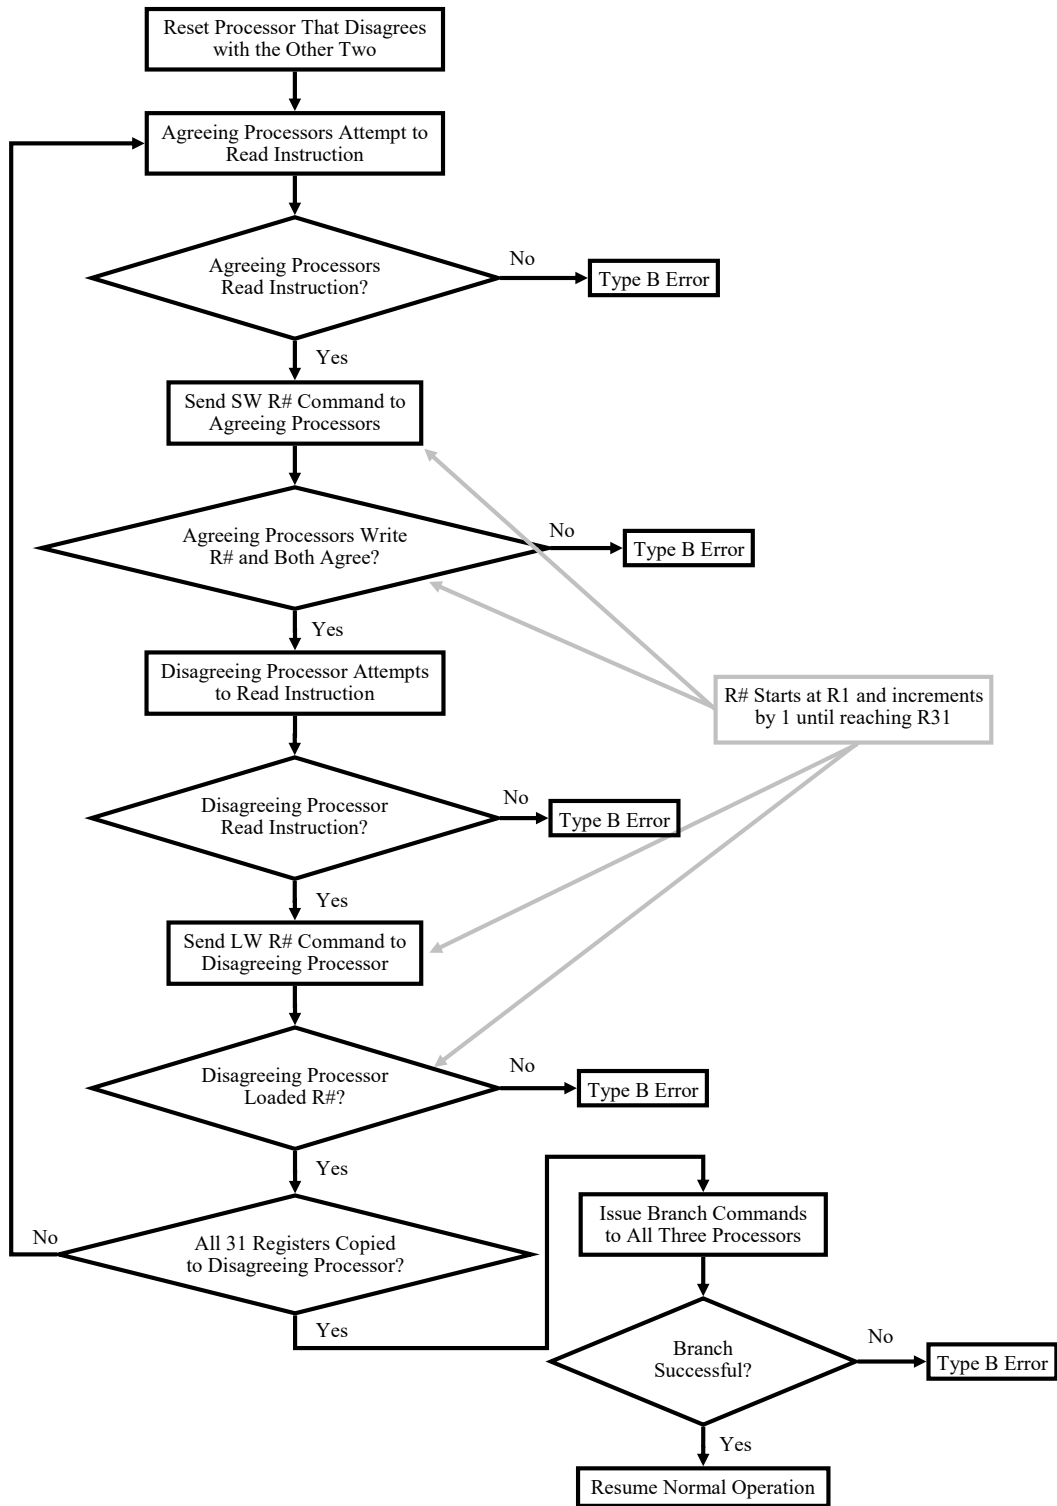 Reset Processor That Disagrees
with the Other Two
Agreeing Processors Attempt to
Read Instruction
Agreeing Processors
Read Instruction?
No
Type B Error
Yes
Send SW R# Command to
Agreeing Processors
Agreeing Processors Write
R# and Both Agree?
No
Type B Error
Yes
Disagreeing Processor Attempts
to Read Instruction
R# Starts at R1 and increments
by 1 until reaching R31
Disagreeing Processor
Read Instruction?
No
Type B Error
Yes
Send LW R# Command to
Disagreeing Processor
Disagreeing Processor
Loaded R#?
No
Type B Error
Yes
All 31 Registers Copied
to Disagreeing Processor?
No
Yes
Issue Branch Commands
to All Three Processors
Branch
Successful?
No
Type B Error
Yes
Resume Normal Operation